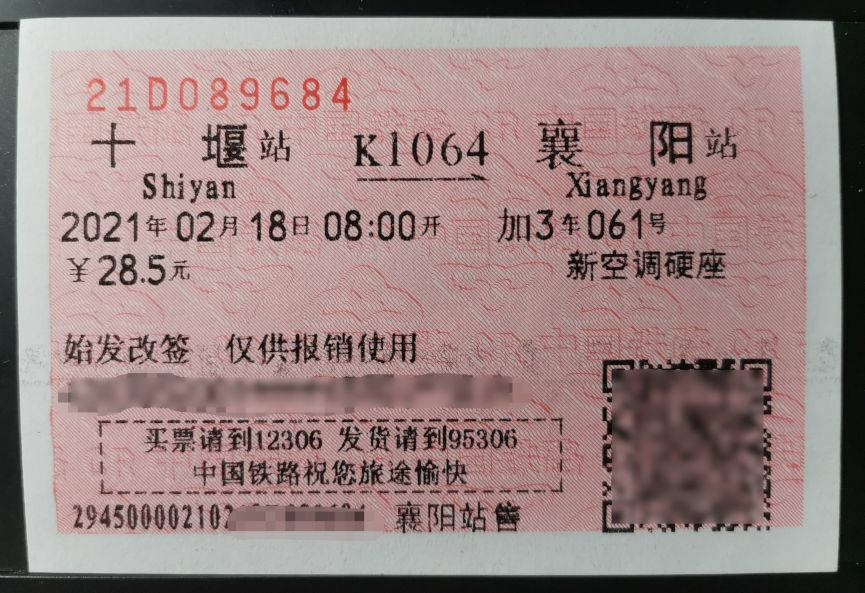 21D089684
十堰站 K1064 襄阳站
Shiyan Xiangyang
2021年02月18日08:00开 加3车061号
￥28.5元 新空调硬座
始发改签 仅供报销使用
买票请到12306 发货请到95306
中国铁路祝您旅途愉快
294500002102 襄阳站售